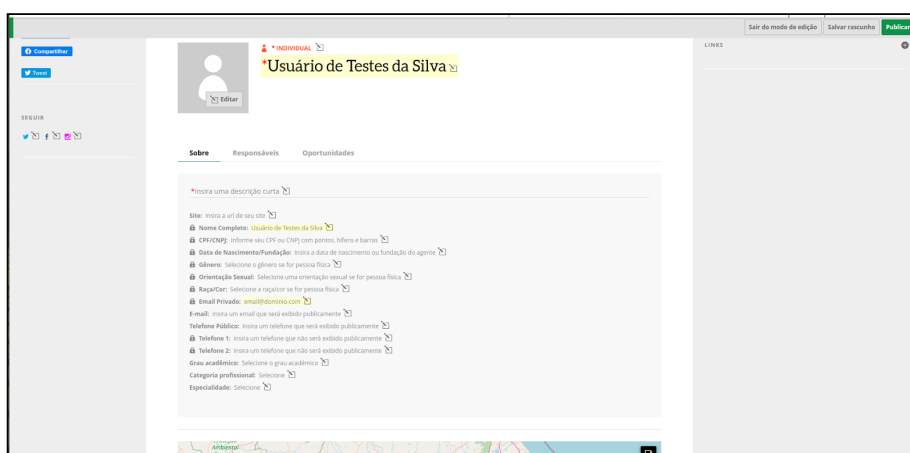 Sair do modo de edição Salvar rascunho Publicar
Compartilhar
Tweet
SEGUIR
* INDIVIDUAL
*Usuário de Testes da Silva
Editar
LINKS
Sobre Responsáveis Oportunidades
*Insira uma descrição curta
Site: Insira a url de seu site
Nome Completo: Usuário de Testes da Silva
CPF/CNPJ: Informe seu CPF ou CNPJ com pontos, hífens e barras
Data de Nascimento/Fundação: Insira a data de nascimento ou fundação do agente
Gênero: Selecione o gênero se for pessoa física
Orientação Sexual: Selecione uma orientação sexual se for pessoa física
Raça/Cor: Selecione a raça/cor se for pessoa física
Email Privado: email@dominio.com
E-mail: Insira um email que será exibido publicamente
Telefone Público: Insira um telefone que será exibido publicamente
Telefone 1: Insira um telefone que não será exibido publicamente
Telefone 2: Insira um telefone que não será exibido publicamente
Grau acadêmico: Selecione o grau acadêmico
Categoria profissional: Selecione
Especialidade: Selecione
Ambiental